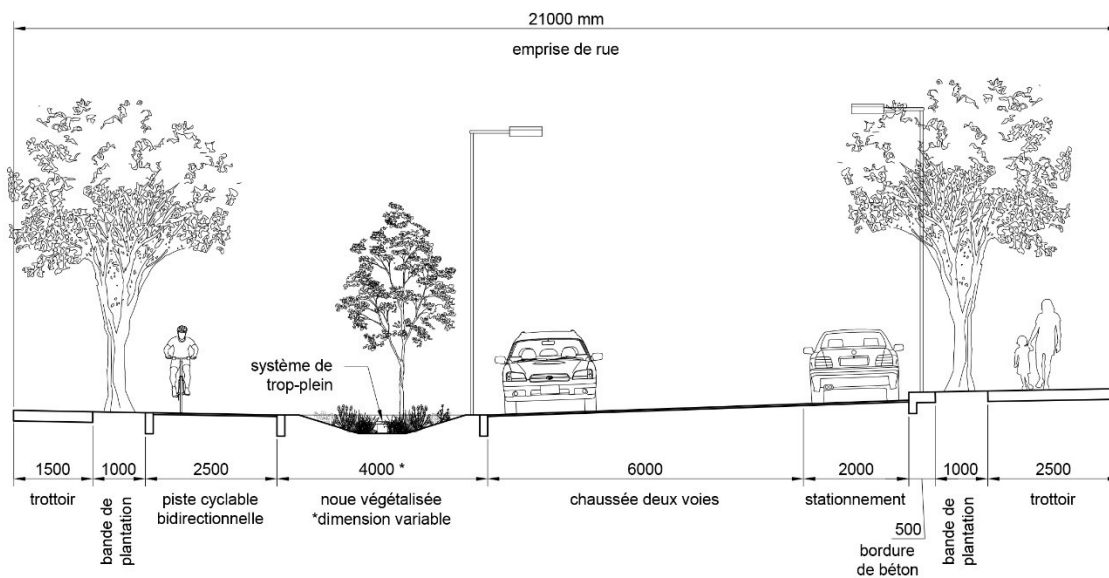 21000 mm
emprise de rue
système de
trop-plein
1500
1000
2500
4000 *
6000
2000
1000
2500
trottoir
bande de
plantation
piste cyclable
bidirectionnelle
noue végétalisée
*dimension variable
chaussée deux voies
stationnement
500
bordure
de béton
bande de
plantation
trottoir